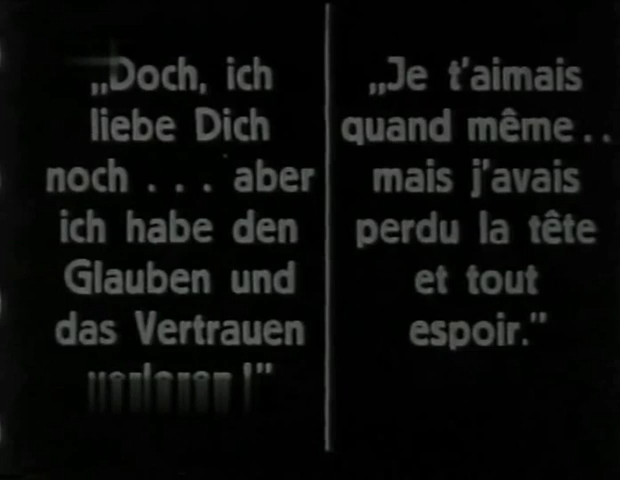 „Doch, ich
liebe Dich
noch . . . aber
ich habe den
Glauben und
das Vertrauen
verloren !"
„Je t'aimais
quand même . .
mais j'avais
perdu la tête
et tout
espoir."